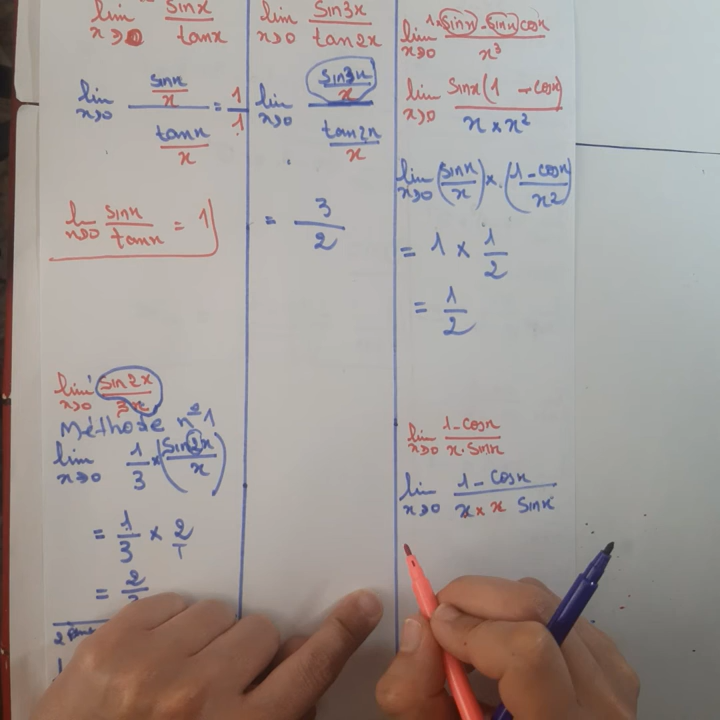 lim x→0 sinx/tanx
lim x→0 (sinx/x)/(tanx/x) = 1/1
lim x→0 sinx/tanx = 1
lim x→0 sin2x/3x
Méthode n°1
lim x→0 1/3 × (sin2x/x)
= 1/3 × 2/1
= 2/
lim x→0 sin3x/tan2x
lim x→0 (sin3x/x)/(tan2x/x)
= 3/2
lim x→0 (1×sinx - sinx cosx)/x³
lim x→0 sinx(1 - cosx)/(x × x²)
lim x→0 (sinx/x) × (1 - cosx/x²)
= 1 × 1/2
= 1/2
lim x→0 1-cosx/x·sinx
lim x→0 1-cosx/x × x sinx